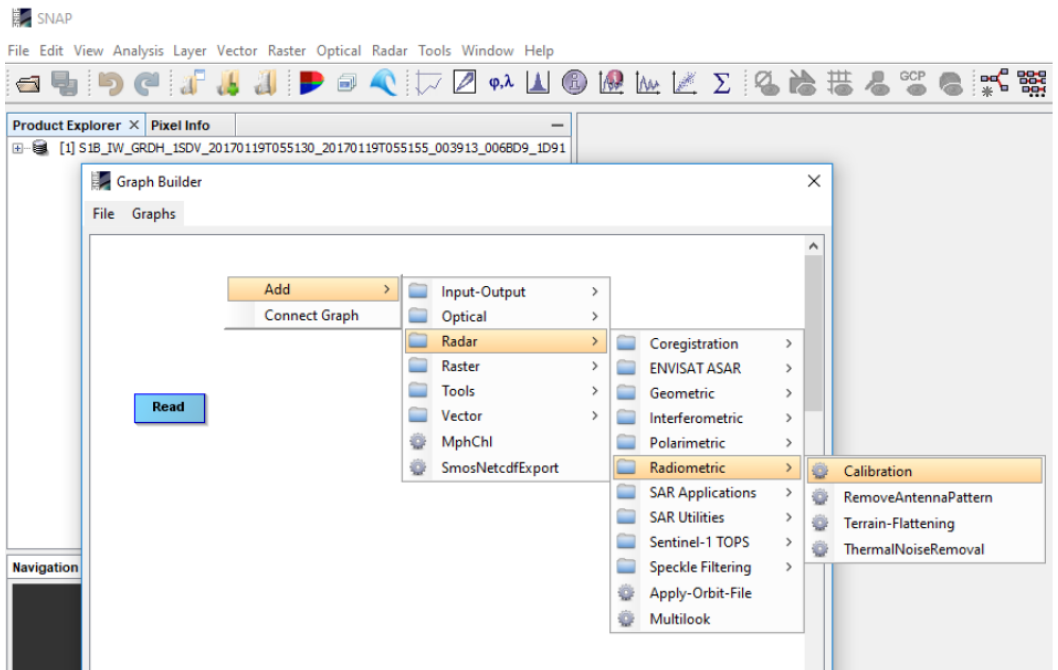 SNAP
File Edit View Analysis Layer Vector Raster Optical Radar Tools Window Help
φ,λ Σ GCP
Product Explorer × Pixel Info
[1] S1B_IW_GRDH_1SDV_20170119T055130_20170119T055155_003913_006BD9_1D91
Graph Builder
File Graphs
Add
Connect Graph
Input-Output
Optical
Radar
Raster
Tools
Vector
MphChl
SmosNetcdfExport
Read
Coregistration
ENVISAT ASAR
Geometric
Interferometric
Polarimetric
Radiometric
SAR Applications
SAR Utilities
Sentinel-1 TOPS
Speckle Filtering
Apply-Orbit-File
Multilook
Calibration
RemoveAntennaPattern
Terrain-Flattening
ThermalNoiseRemoval
Navigation